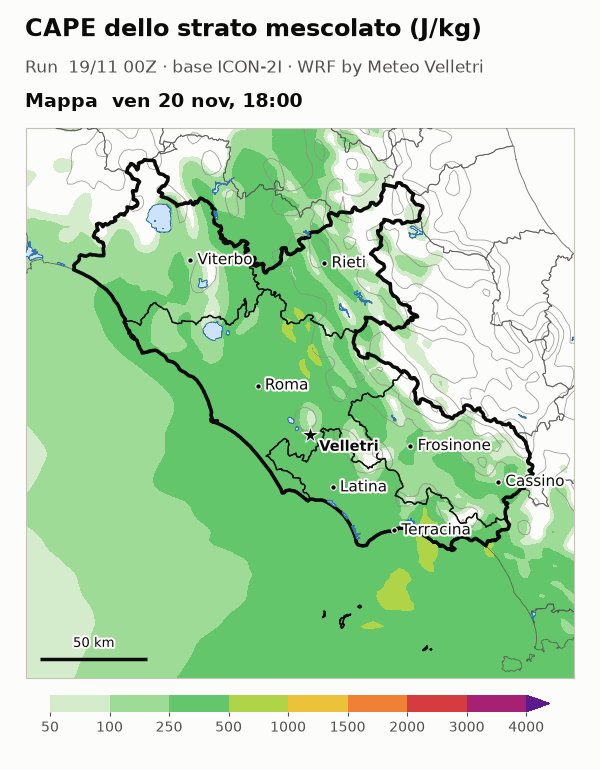 CAPE dello strato mescolato (J/kg)
Run  19/11 00Z · base ICON-2I · WRF by Meteo Velletri
Mappa  ven 20 nov, 18:00
Viterbo
Rieti
Roma
Velletri
Frosinone
Cassino
Latina
Terracina
50 km
50 100 250 500 1000 1500 2000 3000 4000